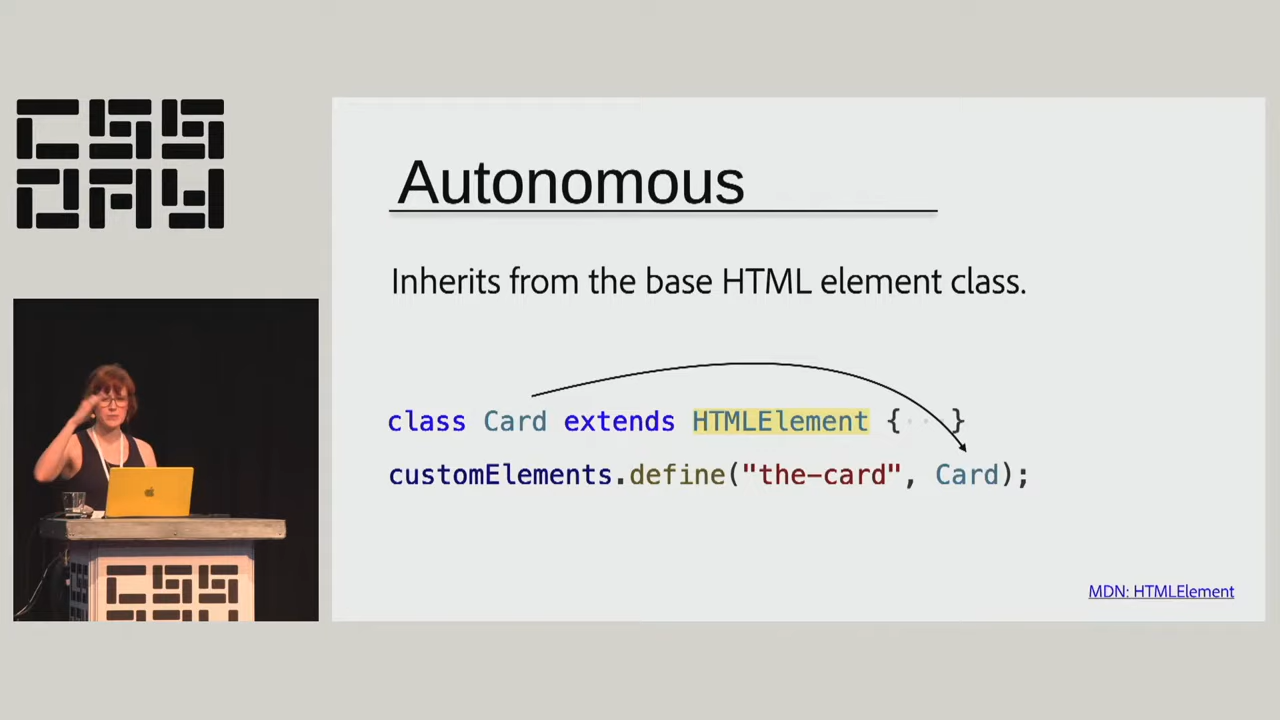 CSS
DAY
Autonomous
Inherits from the base HTML element class.
class Card extends HTMLElement { ·· }
customElements.define("the-card", Card);
MDN: HTMLElement
CSS